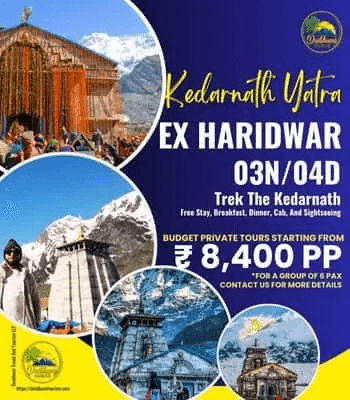 Kedarnath Yatra
EX HARIDWAR
03N/04D
Trek The Kedarnath
Free Stay, Breakfast, Dinner, Cab, And Sightseeing
BUDGET PRIVATE TOURS STARTING FROM
₹ 8,400 PP
*FOR A GROUP OF 6 PAX
CONTACT US FOR MORE DETAILS